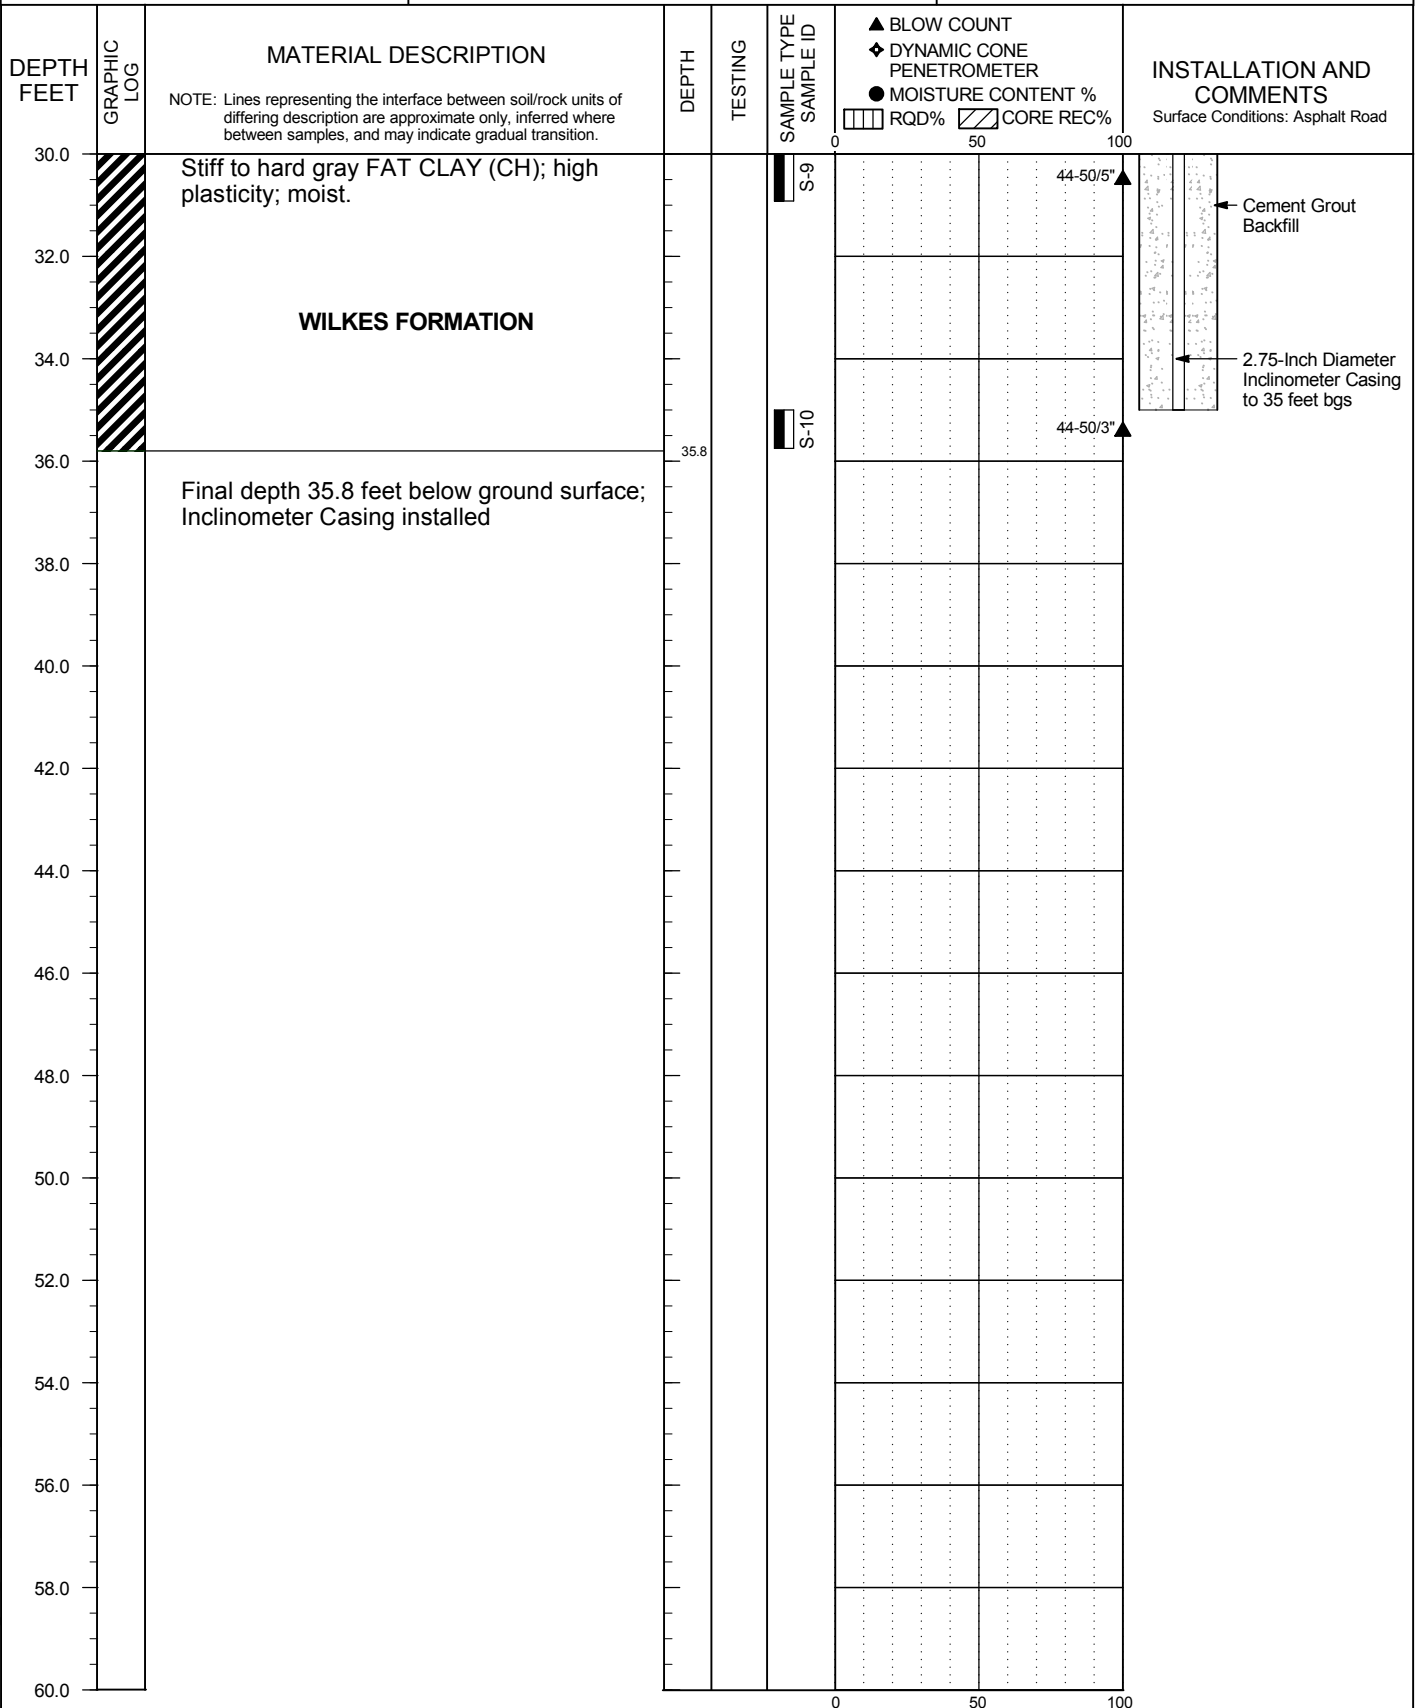 DEPTH
FEET
GRAPHIC
LOG
MATERIAL DESCRIPTION
NOTE: Lines representing the interface between soil/rock units of
differing description are approximate only, inferred where
between samples, and may indicate gradual transition.
DEPTH
TESTING
SAMPLE TYPE
SAMPLE ID
BLOW COUNT
DYNAMIC CONE
PENETROMETER
MOISTURE CONTENT %
RQD% CORE REC%
0 50 100
INSTALLATION AND
COMMENTS
Surface Conditions: Asphalt Road
30.0
Stiff to hard gray FAT CLAY (CH); high
plasticity; moist.
S-9
44-50/5"
Cement Grout
Backfill
32.0
WILKES FORMATION
34.0
2.75-Inch Diameter
Inclinometer Casing
to 35 feet bgs
S-10
44-50/3"
35.8
36.0
Final depth 35.8 feet below ground surface;
Inclinometer Casing installed
38.0
40.0
42.0
44.0
46.0
48.0
50.0
52.0
54.0
56.0
58.0
60.0
0 50 100